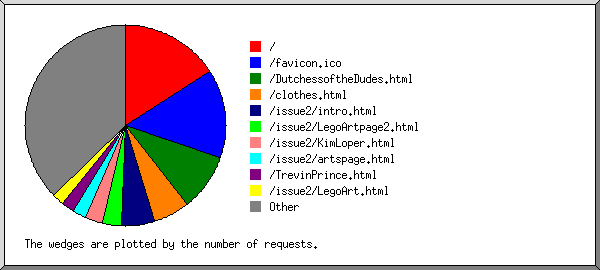 /
/favicon.ico
/DutchessoftheDudes.html
/clothes.html
/issue2/intro.html
/issue2/LegoArtpage2.html
/issue2/KimLoper.html
/issue2/artspage.html
/TrevinPrince.html
/issue2/LegoArt.html
Other
The wedges are plotted by the number of requests.